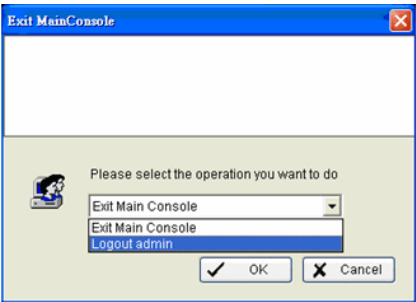 Exit MainConsole
Please select the operation you want to do
Exit Main Console
Exit Main Console
Logout admin
OK Cancel